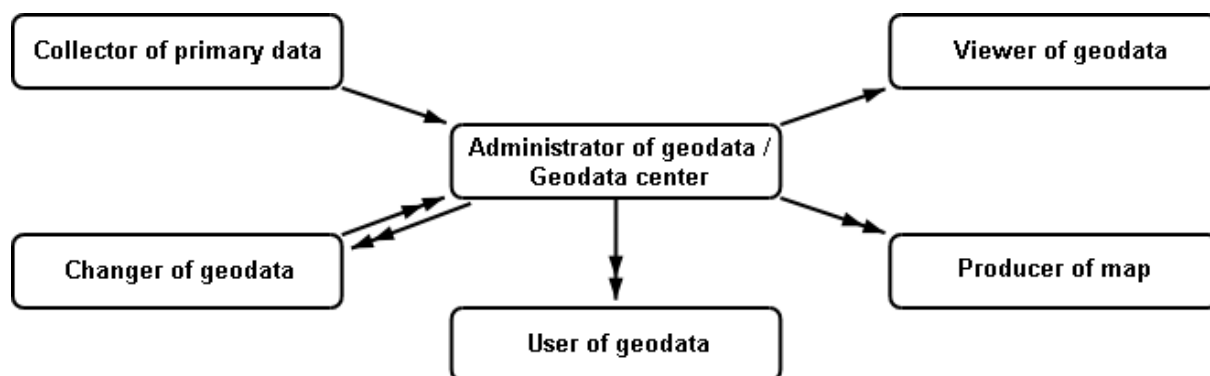 Collector of primary data
Viewer of geodata
Administrator of geodata /
Geodata center
Changer of geodata
Producer of map
User of geodata